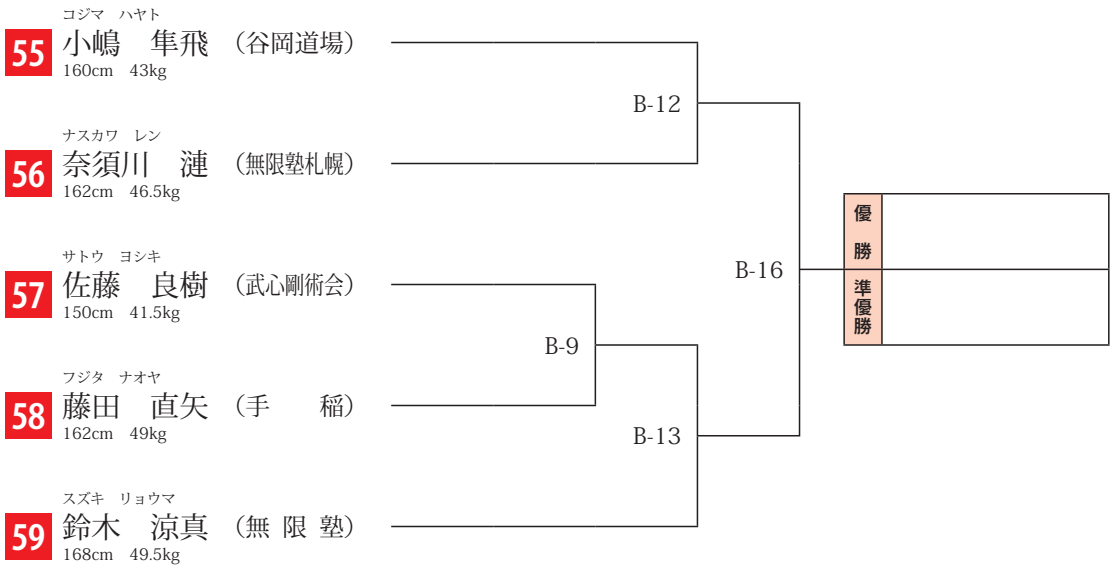 コジマ ハヤト
55 小嶋 隼飛 (谷岡道場)
160cm 43kg
B-12
ナスカワ レン
56 奈須川 漣 (無限塾札幌)
162cm 46.5kg
サトウ ヨシキ
57 佐藤 良樹 (武心剛術会)
150cm 41.5kg
B-9
フジタ ナオヤ
58 藤田 直矢 (手 稲)
162cm 49kg
B-13
スズキ リョウマ
59 鈴木 涼真 (無限塾)
168cm 49.5kg
B-16
優勝
準優勝